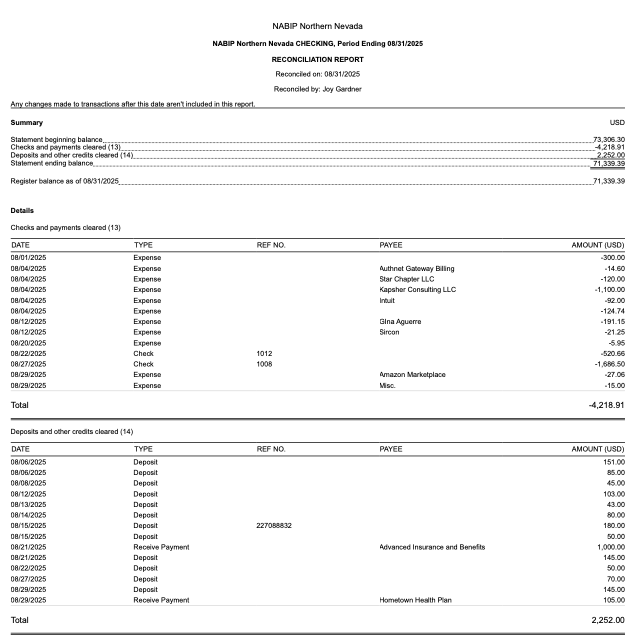 NABIP Northern Nevada
NABIP Northern Nevada CHECKING, Period Ending 08/31/2025
RECONCILIATION REPORT
Reconciled on: 08/31/2025
Reconciled by: Joy Gardner
Any changes made to transactions after this date aren't included in this report.
Summary USD
Statement beginning balance 73,306.30
Checks and payments cleared (13) -4,218.91
Deposits and other credits cleared (14) 2,252.00
Statement ending balance 71,339.39
Register balance as of 08/31/2025 71,339.39
Details
Checks and payments cleared (13)
DATE TYPE REF NO. PAYEE AMOUNT (USD)
08/01/2025 Expense -300.00
08/04/2025 Expense Authnet Gateway Billing -14.60
08/04/2025 Expense Star Chapter LLC -120.00
08/04/2025 Expense Kapsher Consulting LLC -1,100.00
08/04/2025 Expense Intuit -92.00
08/04/2025 Expense -124.74
08/12/2025 Expense GIna Aguerre -191.15
08/12/2025 Expense Sircon -21.25
08/20/2025 Expense -5.95
08/22/2025 Check 1012 -520.66
08/27/2025 Check 1008 -1,686.50
08/29/2025 Expense Amazon Marketplace -27.06
08/29/2025 Expense Misc. -15.00
Total -4,218.91
Deposits and other credits cleared (14)
DATE TYPE REF NO. PAYEE AMOUNT (USD)
08/06/2025 Deposit 151.00
08/06/2025 Deposit 85.00
08/08/2025 Deposit 45.00
08/12/2025 Deposit 103.00
08/13/2025 Deposit 43.00
08/14/2025 Deposit 80.00
08/15/2025 Deposit 227088832 180.00
08/15/2025 Deposit 50.00
08/21/2025 Receive Payment Advanced Insurance and Benefits 1,000.00
08/21/2025 Deposit 145.00
08/22/2025 Deposit 50.00
08/27/2025 Deposit 70.00
08/29/2025 Deposit 145.00
08/29/2025 Receive Payment Hometown Health Plan 105.00
Total 2,252.00